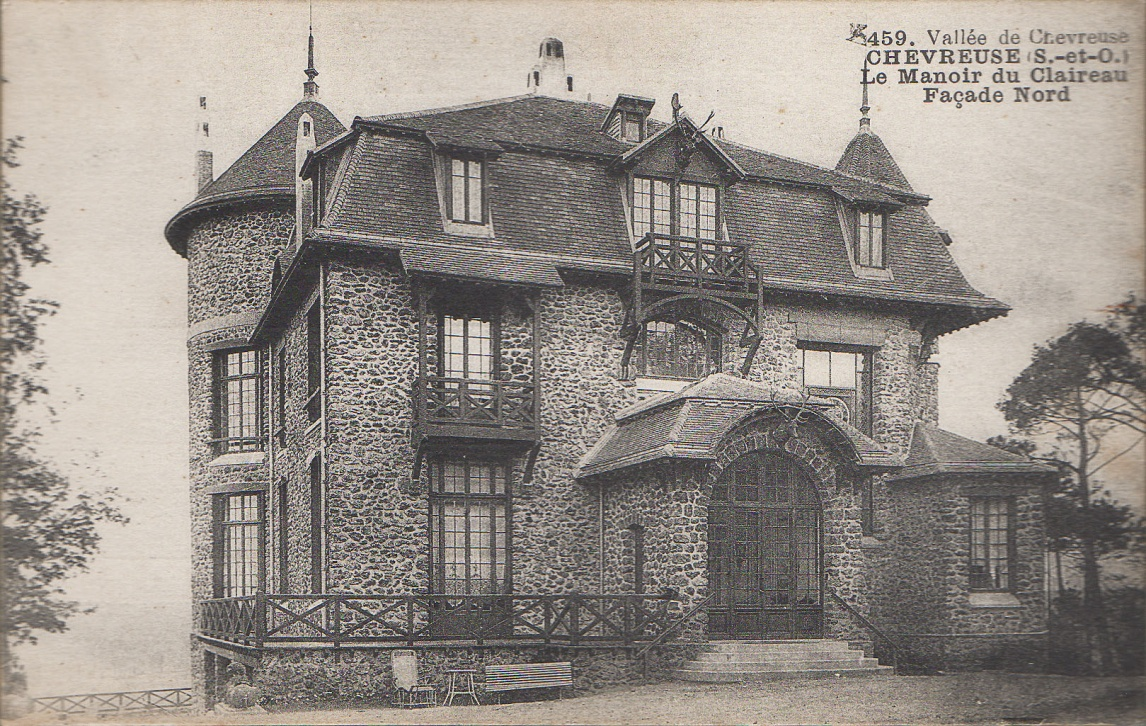 459. Vallée de Chevreuse
CHEVREUSE (S.-et-O.)
Le Manoir du Claireau
Façade Nord